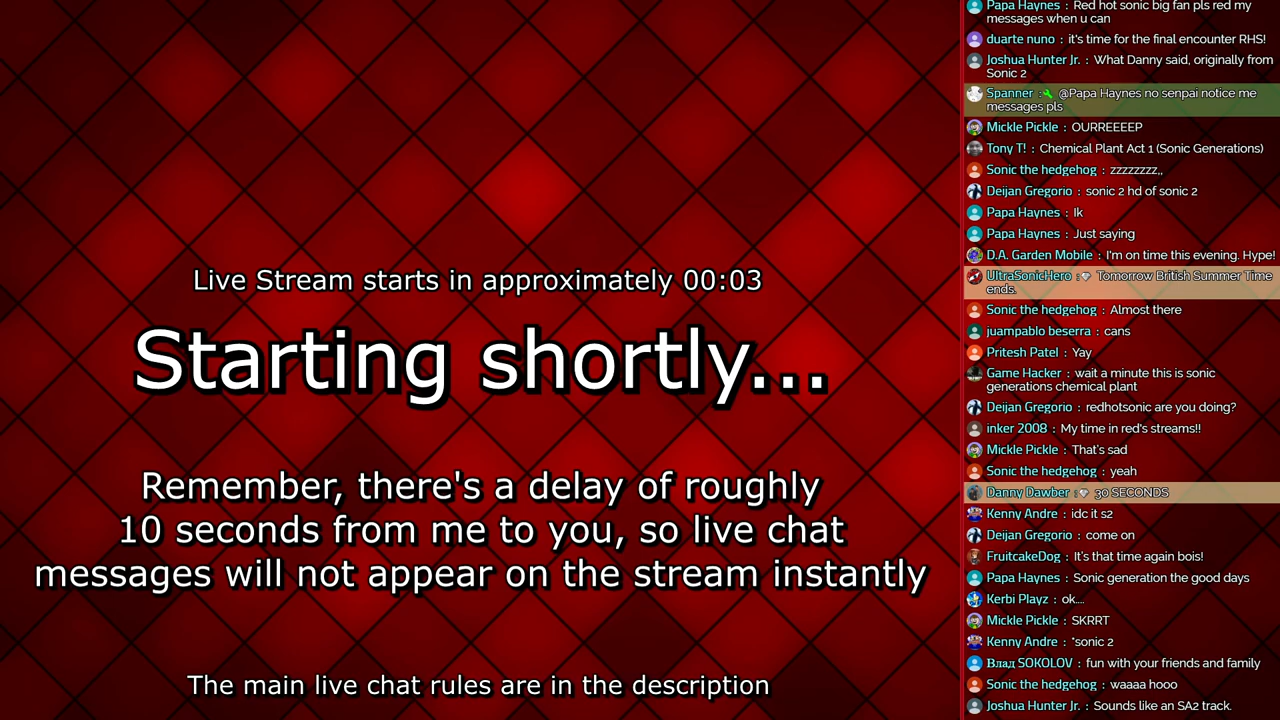 Live Stream starts in approximately 00:03
Starting shortly...
Remember, there's a delay of roughly
10 seconds from me to you, so live chat
messages will not appear on the stream instantly
The main live chat rules are in the description
Papa Haynes : Red hot sonic big fan pls red my
messages when u can
duarte nuno : it's time for the final encounter RHS!
Joshua Hunter Jr. : What Danny said, originally from
Sonic 2
Spanner : @Papa Haynes no senpai notice me
messages pls
Mickle Pickle : OURREEEEP
Tony T! : Chemical Plant Act 1 (Sonic Generations)
Sonic the hedgehog : zzzzzzzz,,
Deijan Gregorio : sonic 2 hd of sonic 2
Papa Haynes : Ik
Papa Haynes : Just saying
D.A. Garden Mobile : I'm on time this evening. Hype!
UltraSonicHero : Tomorrow British Summer Time
ends.
Sonic the hedgehog : Almost there
juampablo beserra : cans
Pritesh Patel : Yay
Game Hacker : wait a minute this is sonic
generations chemical plant
Deijan Gregorio : redhotsonic are you doing?
inker 2008 : My time in red's streams!!
Mickle Pickle : That's sad
Sonic the hedgehog : yeah
Danny Dawber : 30 SECONDS
Kenny Andre : idc it s2
Deijan Gregorio : come on
FruitcakeDog : It's that time again bois!
Papa Haynes : Sonic generation the good days
Kerbi Playz : ok....
Mickle Pickle : SKRRT
Kenny Andre : *sonic 2
Влад SOKOLOV : fun with your friends and family
Sonic the hedgehog : waaaa hooo
Joshua Hunter Jr. : Sounds like an SA2 track.